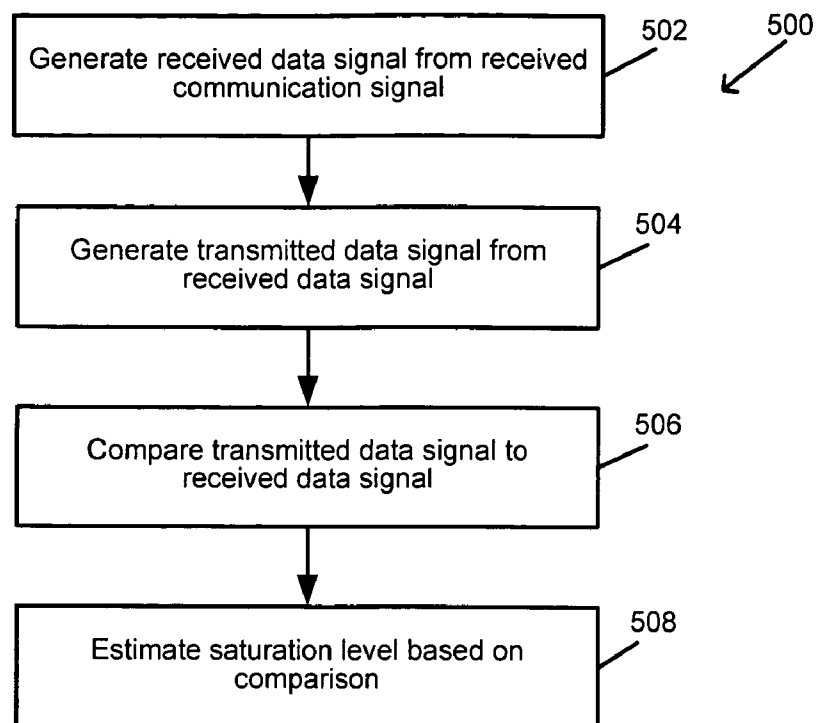 500
502
Generate received data signal from received
communication signal
504
Generate transmitted data signal from
received data signal
506
Compare transmitted data signal to
received data signal
508
Estimate saturation level based on
comparison